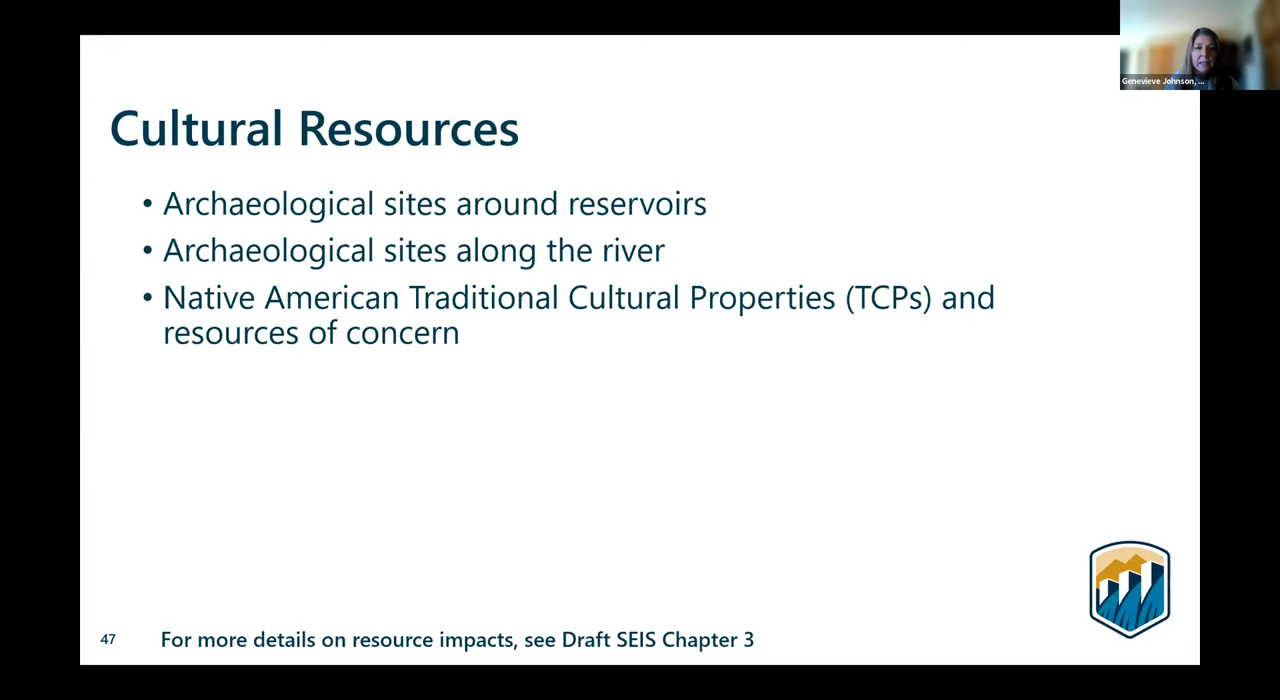 Genevieve Johnson, ...
Cultural Resources
• Archaeological sites around reservoirs
• Archaeological sites along the river
• Native American Traditional Cultural Properties (TCPs) and
resources of concern
47
For more details on resource impacts, see Draft SEIS Chapter 3